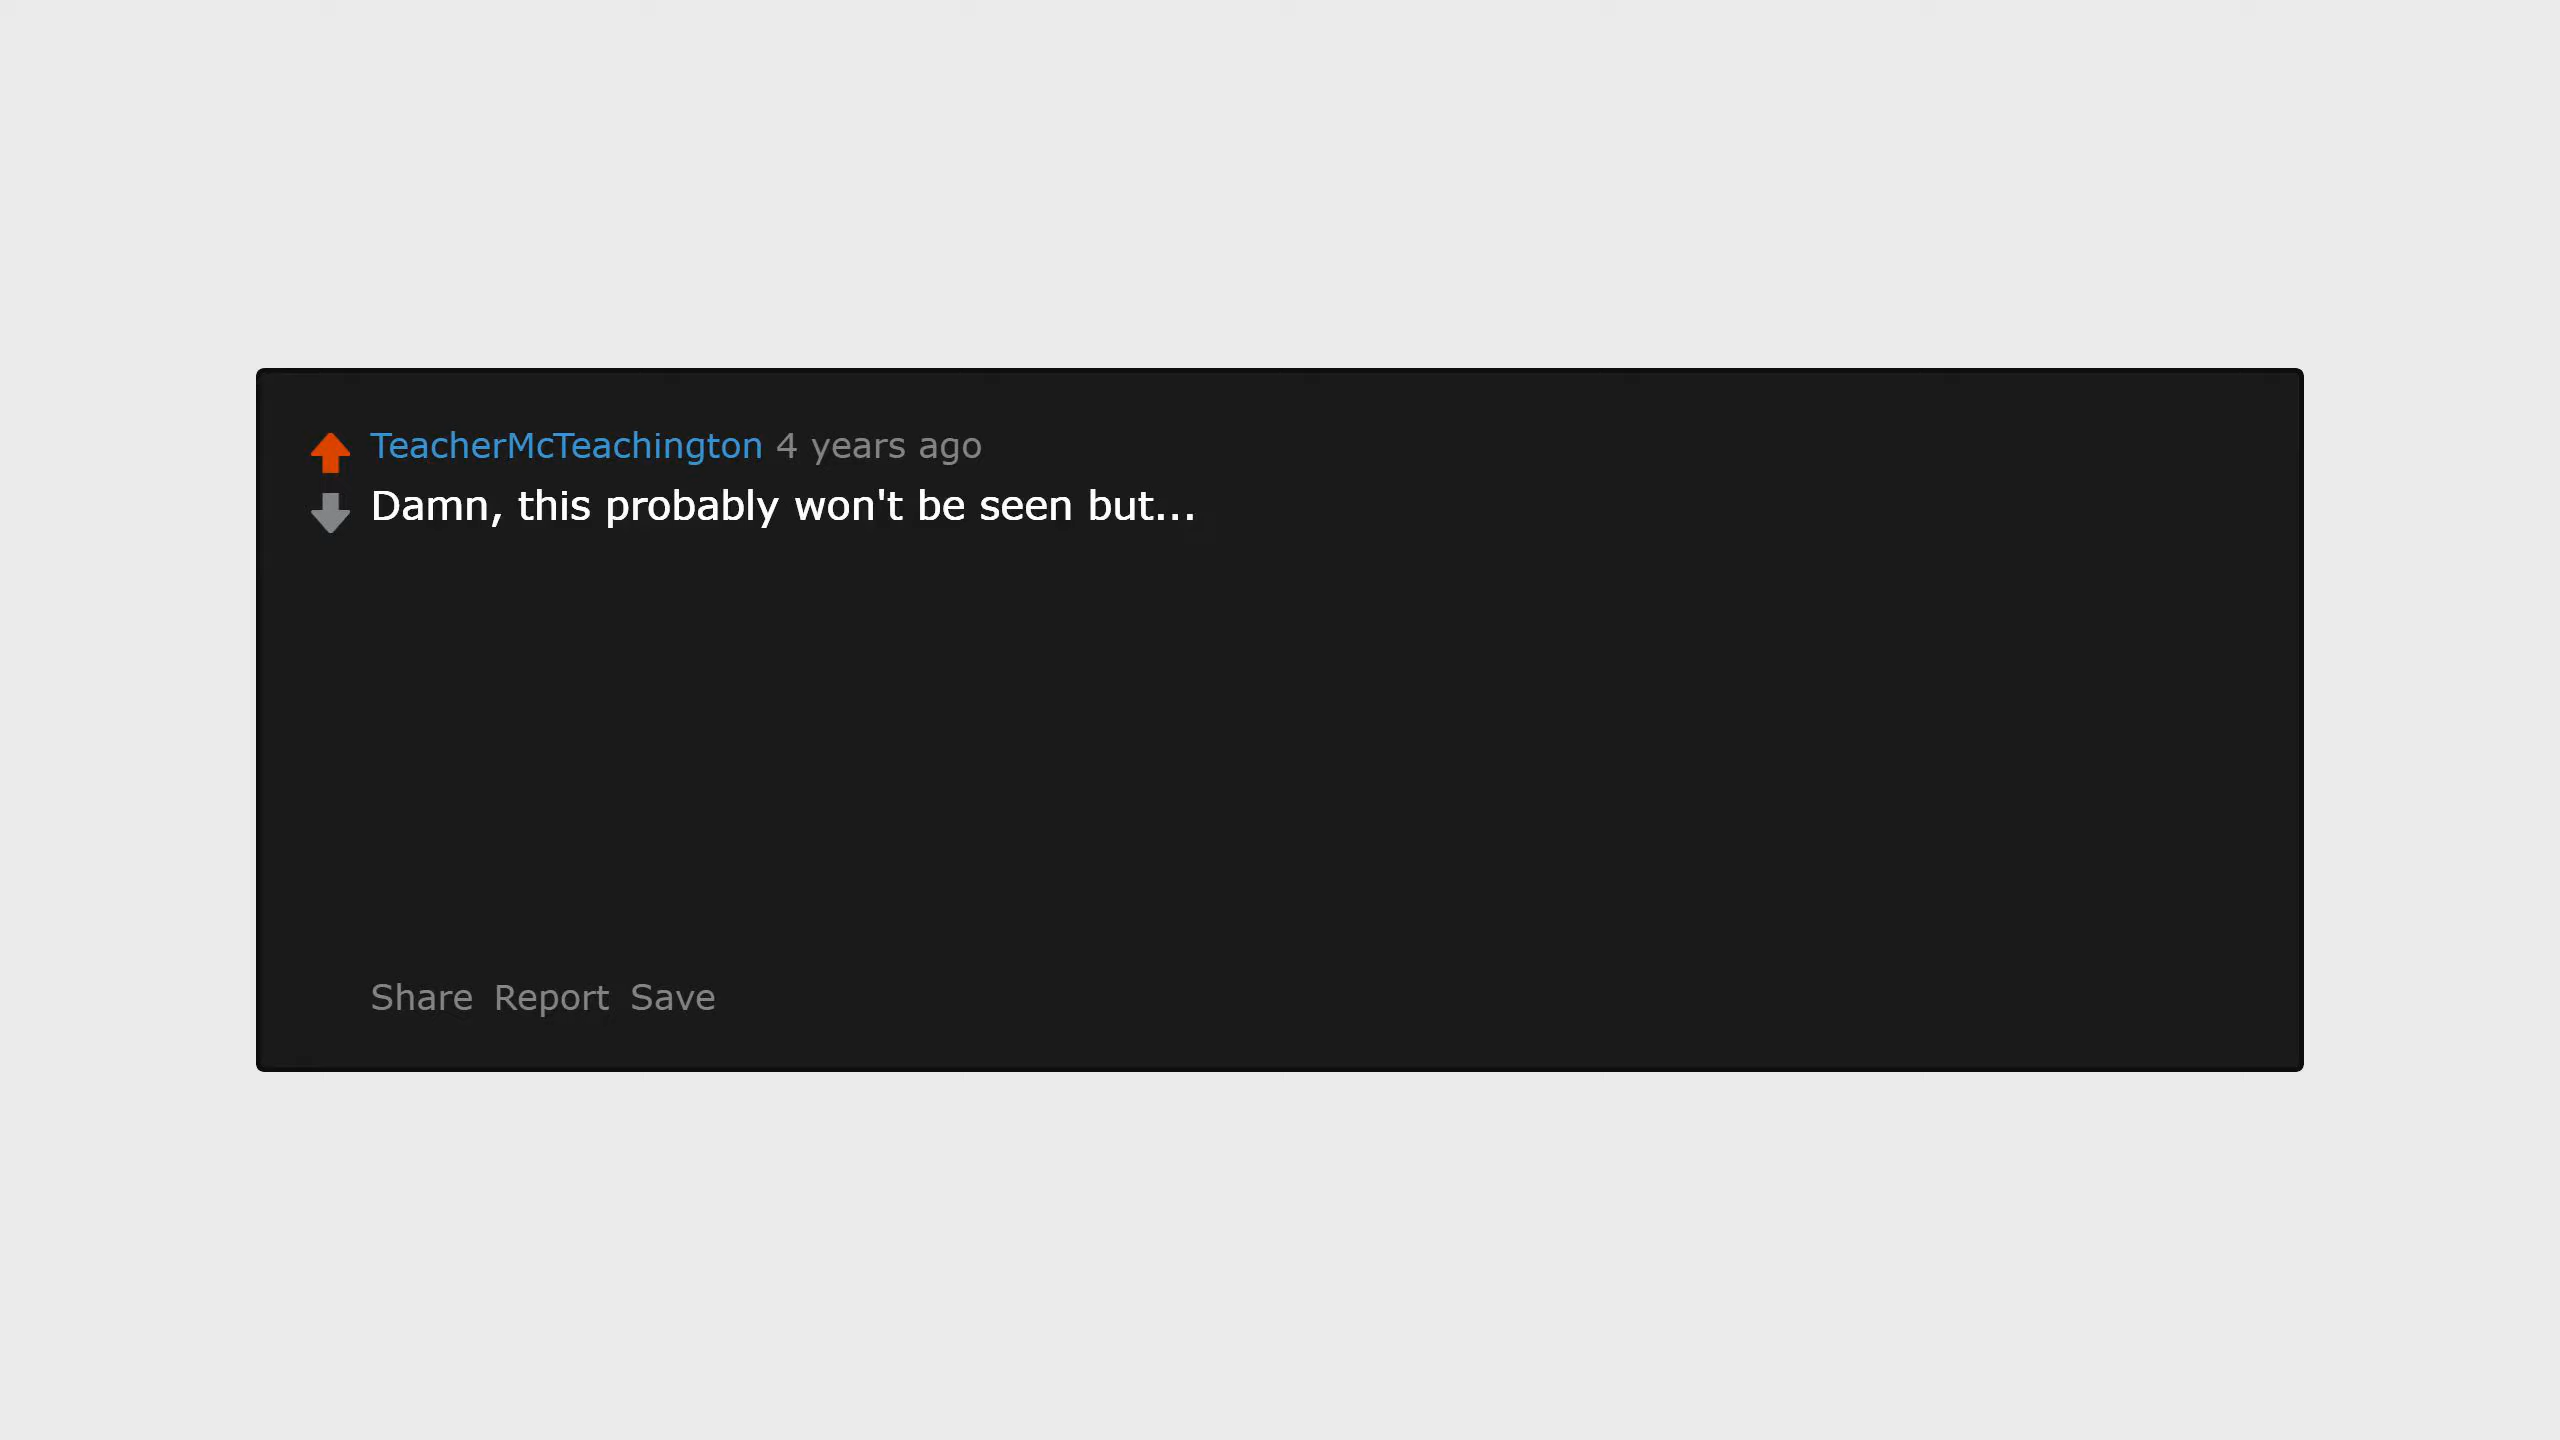 TeacherMcTeachington 4 years ago
Damn, this probably won't be seen but...
Share Report Save